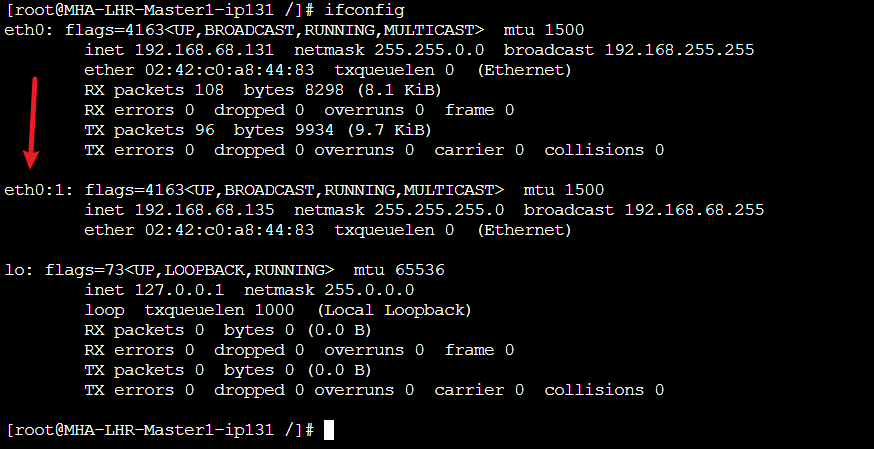 [root@MHA-LHR-Master1-ip131 /]# ifconfig
eth0: flags=4163<UP,BROADCAST,RUNNING,MULTICAST>  mtu 1500
        inet 192.168.68.131  netmask 255.255.0.0  broadcast 192.168.255.255
        ether 02:42:c0:a8:44:83  txqueuelen 0  (Ethernet)
        RX packets 108  bytes 8298 (8.1 KiB)
        RX errors 0  dropped 0  overruns 0  frame 0
        TX packets 96  bytes 9934 (9.7 KiB)
        TX errors 0  dropped 0 overruns 0  carrier 0  collisions 0

eth0:1: flags=4163<UP,BROADCAST,RUNNING,MULTICAST>  mtu 1500
        inet 192.168.68.135  netmask 255.255.255.0  broadcast 192.168.68.255
        ether 02:42:c0:a8:44:83  txqueuelen 0  (Ethernet)

lo: flags=73<UP,LOOPBACK,RUNNING>  mtu 65536
        inet 127.0.0.1  netmask 255.0.0.0
        loop  txqueuelen 1000  (Local Loopback)
        RX packets 0  bytes 0 (0.0 B)
        RX errors 0  dropped 0  overruns 0  frame 0
        TX packets 0  bytes 0 (0.0 B)
        TX errors 0  dropped 0 overruns 0  carrier 0  collisions 0

[root@MHA-LHR-Master1-ip131 /]#